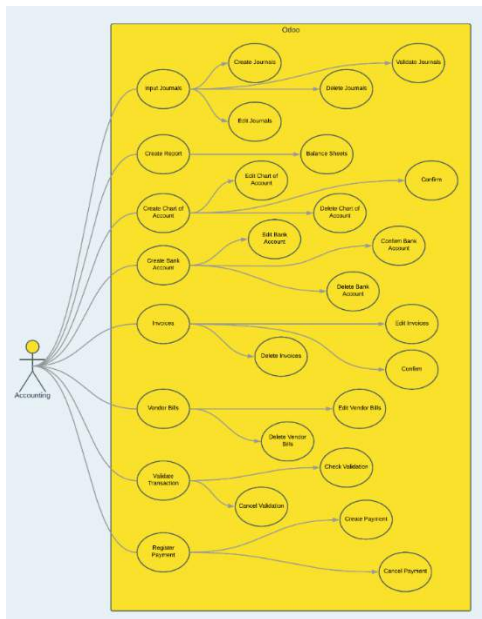 Odoo
Create Journals
Validate Journals
Input Journals
Delete Journals
Edit Journals
Create Report
Balance Sheets
Edit Chart of
Account
Confirm
Create Chart of
Account
Delete Chart of
Account
Edit Bank
Account
Confirm Bank
Account
Create Bank
Account
Delete Bank
Account
Invoices
Edit Invoices
Delete Invoices
Confirm
Accounting
Vendor Bills
Edit Vendor Bills
Delete Vendor
Bills
Validate
Transaction
Check Validation
Cancel Validation
Create Payment
Register
Payment
Cancel Payment